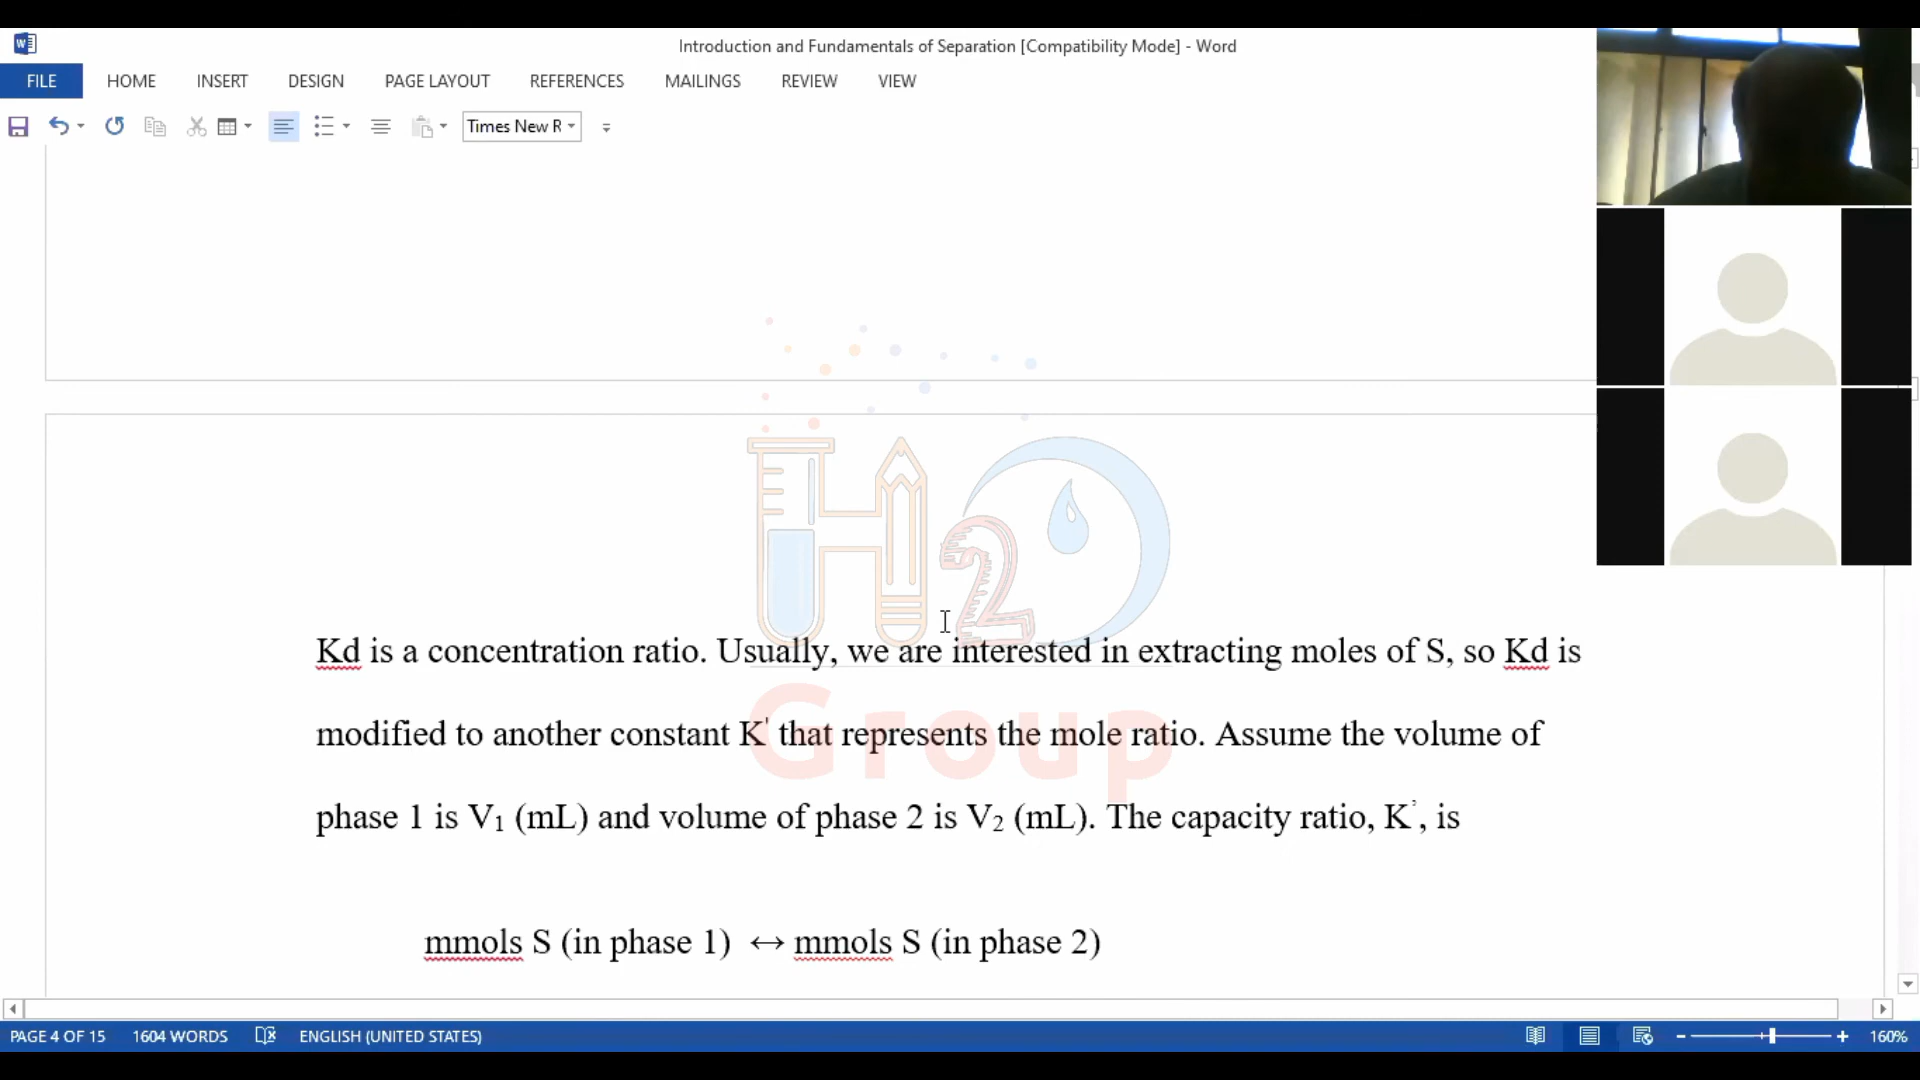 Introduction and Fundamentals of Separation [Compatibility Mode] - Word
FILE HOME INSERT DESIGN PAGE LAYOUT REFERENCES MAILINGS REVIEW VIEW
Times New R
H2O
Group
Kd is a concentration ratio. Usually, we are interested in extracting moles of S, so Kd is
modified to another constant K' that represents the mole ratio. Assume the volume of
phase 1 is V₁ (mL) and volume of phase 2 is V₂ (mL). The capacity ratio, K’, is
mmols S (in phase 1) ↔ mmols S (in phase 2)
PAGE 4 OF 15 1604 WORDS ENGLISH (UNITED STATES) 160%